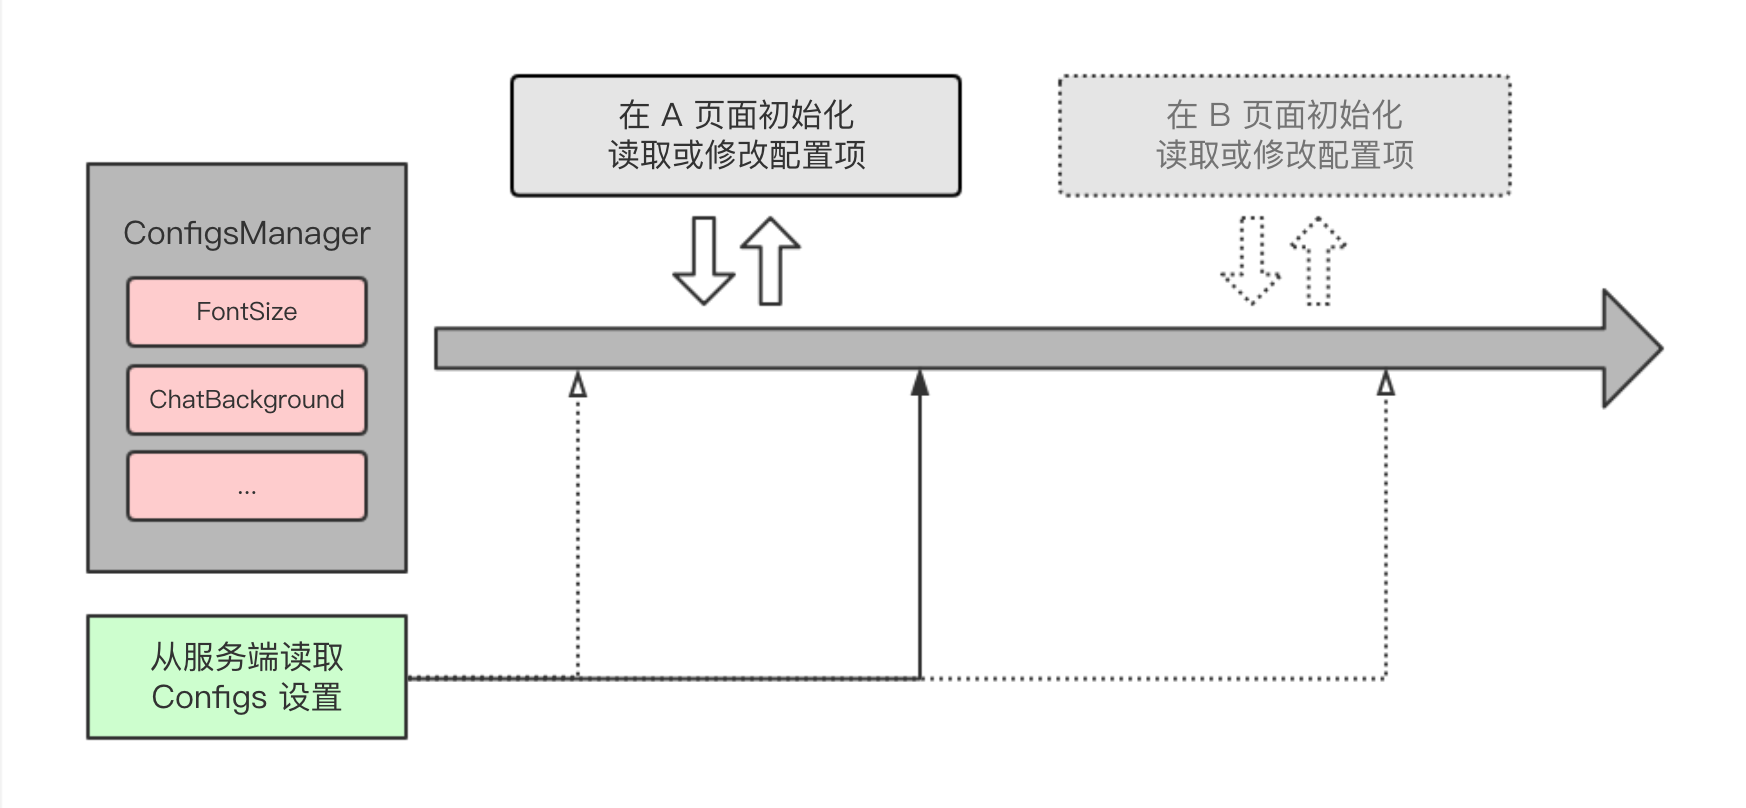 在 A 页面初始化
读取或修改配置项
在 B 页面初始化
读取或修改配置项
ConfigsManager
FontSize
ChatBackground
...
从服务端读取
Configs 设置